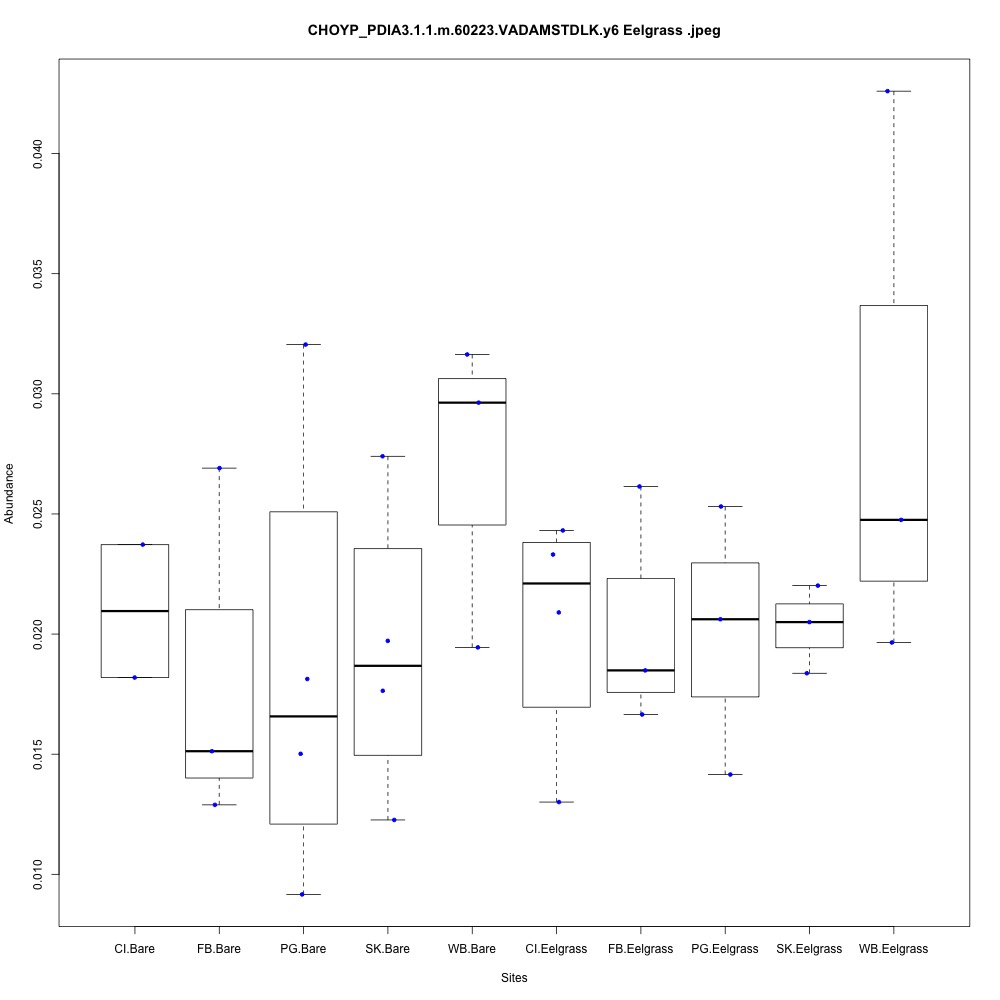 CHOYP_PDIA3.1.1.m.60223.VADAMSTDLK.y6 Eelgrass .jpeg
0.040
0.035
0.030
0.025
0.020
0.015
0.010
Abundance
CI.Bare FB.Bare PG.Bare SK.Bare WB.Bare CI.Eelgrass FB.Eelgrass PG.Eelgrass SK.Eelgrass WB.Eelgrass
Sites